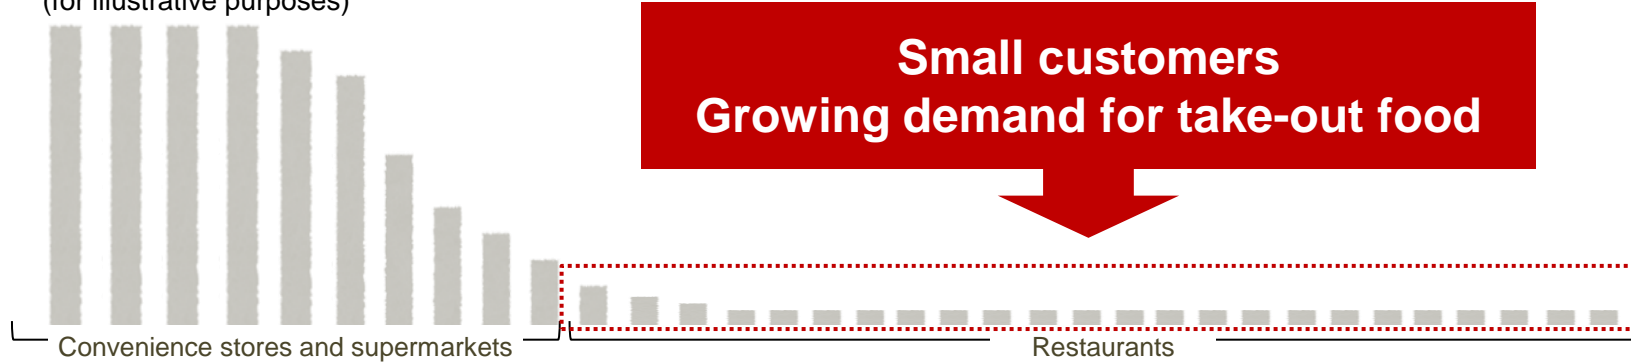 (for illustrative purposes)
Small customers
Growing demand for take-out food
Convenience stores and supermarkets
Restaurants